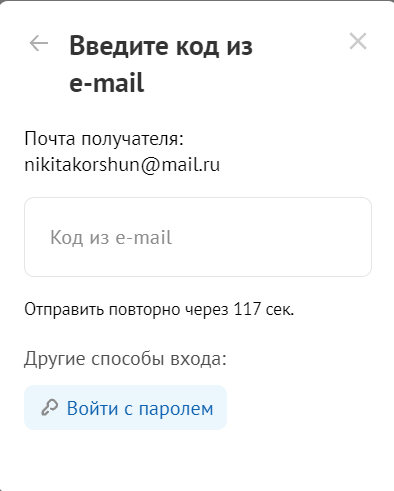 Введите код из
e-mail
Почта получателя:
nikitakorshun@mail.ru
Код из e-mail
Отправить повторно через 117 сек.
Другие способы входа:
Войти с паролем